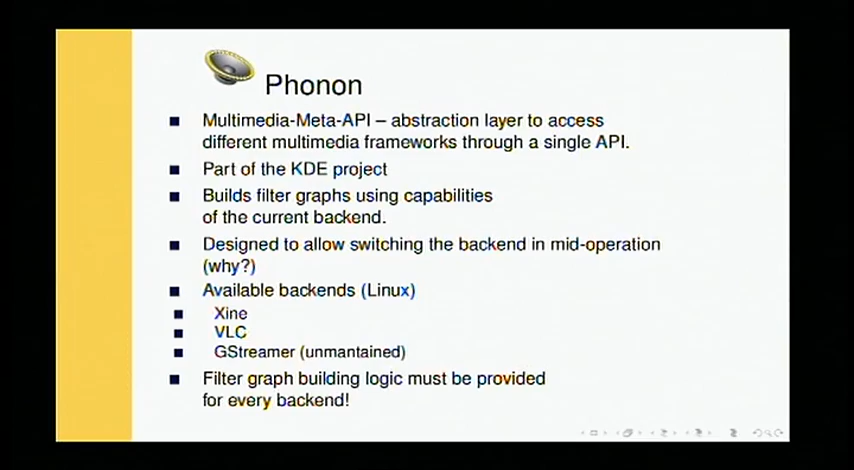 Phonon
Multimedia-Meta-API – abstraction layer to access
different multimedia frameworks through a single API.
Part of the KDE project
Builds filter graphs using capabilities
of the current backend.
Designed to allow switching the backend in mid-operation
(why?)
Available backends (Linux)
Xine
VLC
GStreamer (unmantained)
Filter graph building logic must be provided
for every backend!